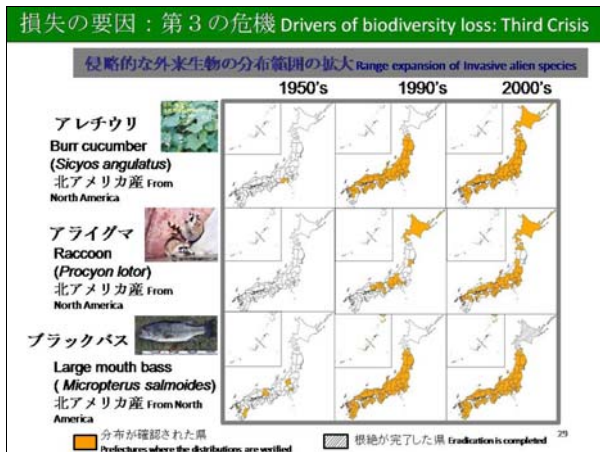 損失の要因：第３の危機 Drivers of biodiversity loss: Third Crisis
侵略的な外来生物の分布範囲の拡大 Range expansion of Invasive alien species
1950's 1990's 2000's
アレチウリ
Burr cucumber
(Sicyos angulatus)
北アメリカ産 From
North America
アライグマ
Raccoon
(Procyon lotor)
北アメリカ産 From
North America
ブラックバス
Large mouth bass
( Micropterus salmoides)
北アメリカ産 From North
America
分布が確認された県
Prefectures where the distributions are verified
根絶が完了した県 Eradication is completed
29